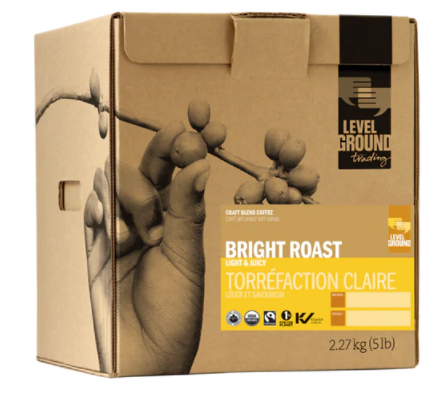 LEVEL
GROUND
trading
CRAFT BLEND COFFEE
CAFÉ MÉLANGE ARTISANAL
LEVEL
GROUND
BRIGHT ROAST
LIGHT & JUICY
TORRÉFACTION CLAIRE
LÉGER ET SAVOUREUX
2.27 kg (5 lb)